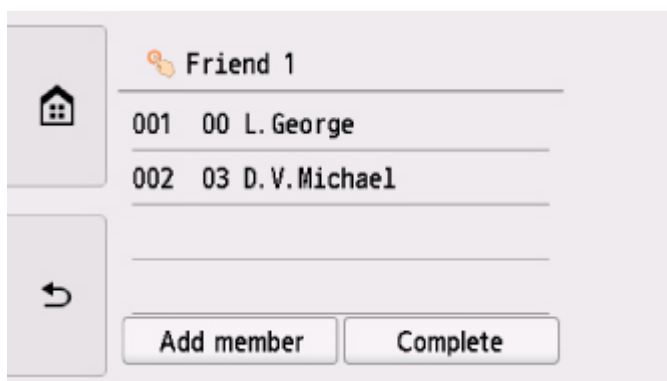 Friend 1
001 00 L.George
002 03 D.V.Michael
Add member Complete